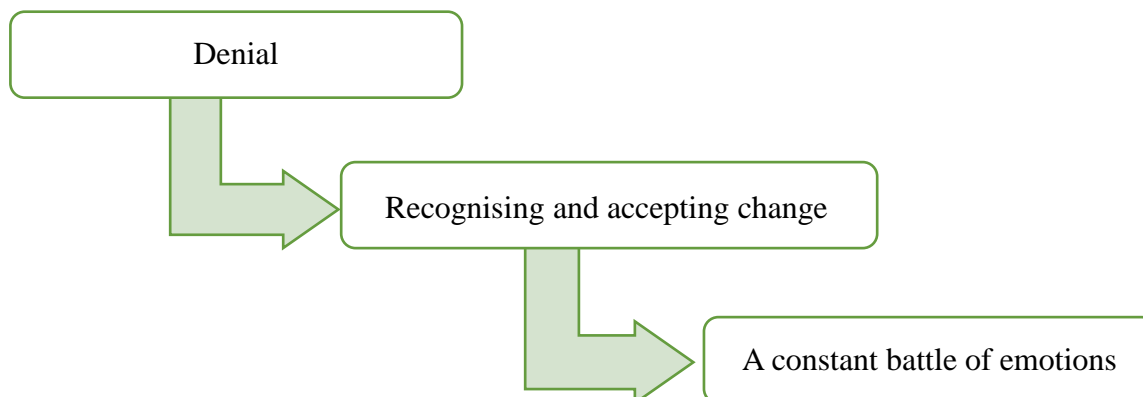 Denial
Recognising and accepting change
A constant battle of emotions